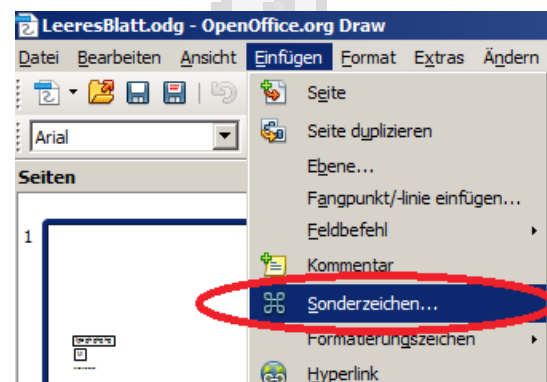 LeeresBlatt.odg - OpenOffice.org Draw
Datei Bearbeiten Ansicht Einfügen Format Extras Ändern
Seite
Arial
Seite duplizieren
Ebene...
Seiten
Fangpunkt/-linie einfügen...
1
Feldbefehl
Kommentar
Sonderzeichen...
Formatierungszeichen
Hyperlink